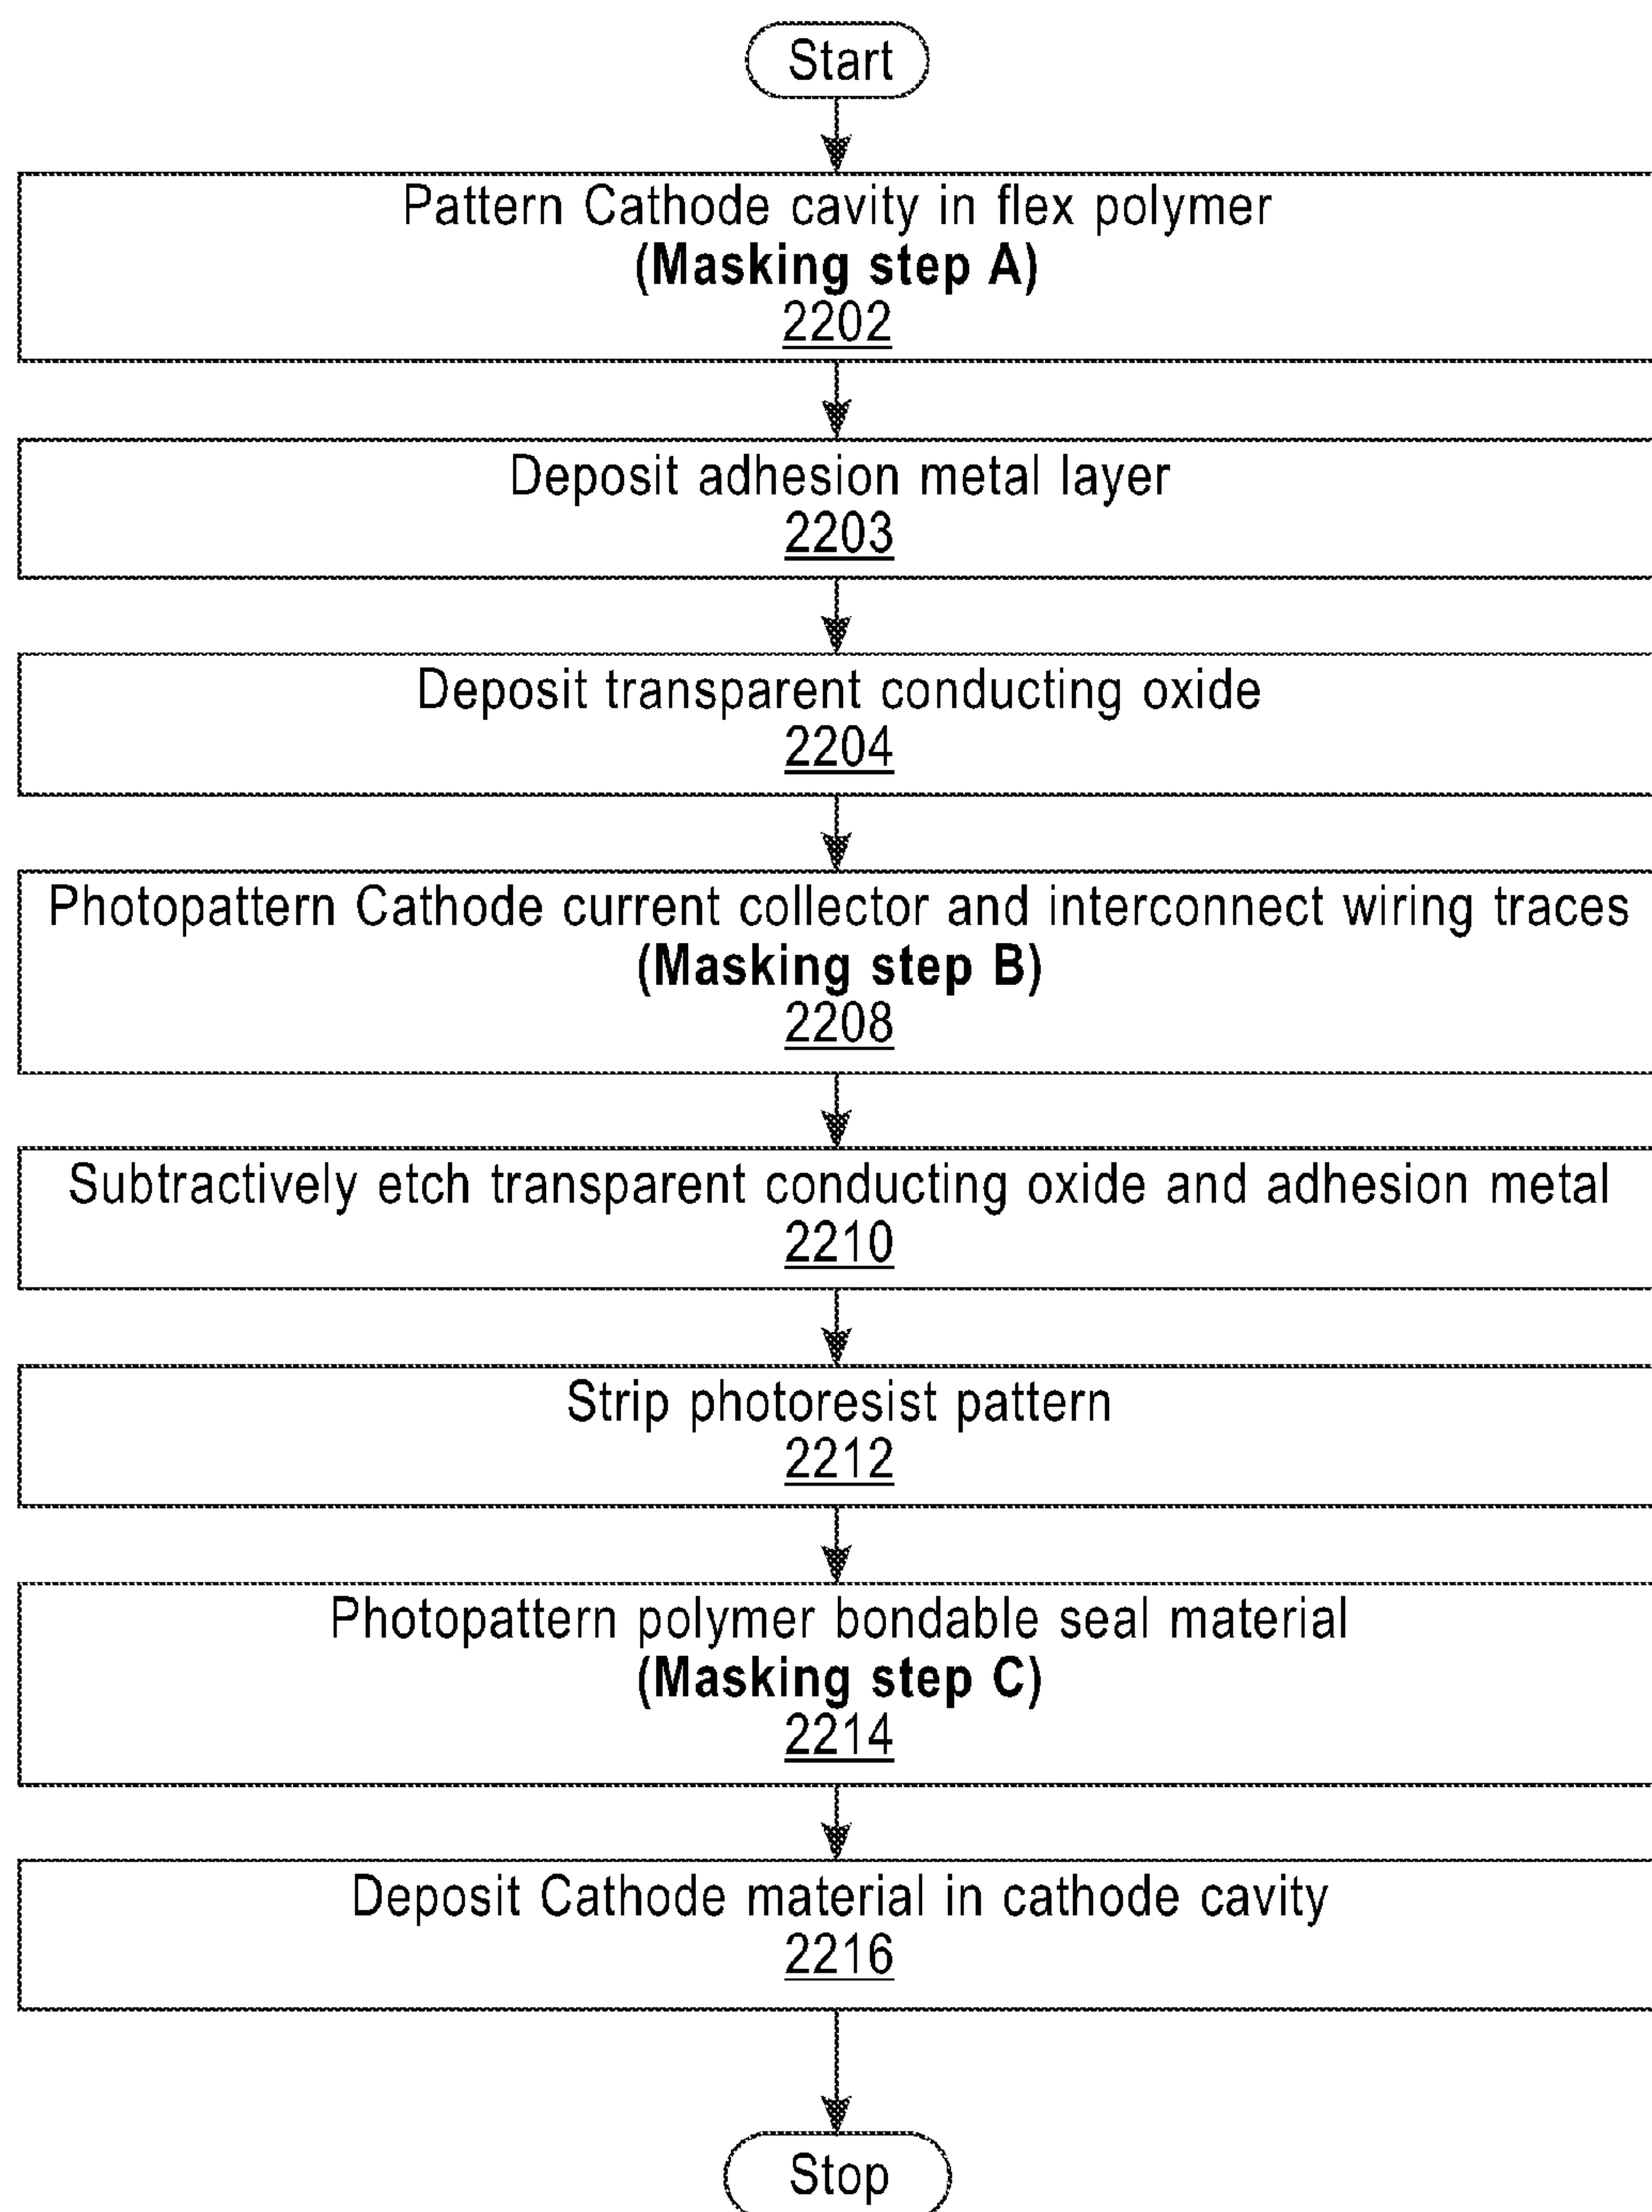 Start
Pattern Cathode cavity in flex polymer
(Masking step A)
2202
Deposit adhesion metal layer
2203
Deposit transparent conducting oxide
2204
Photopattern Cathode current collector and interconnect wiring traces
(Masking step B)
2208
Subtractively etch transparent conducting oxide and adhesion metal
2210
Strip photoresist pattern
2212
Photopattern polymer bondable seal material
(Masking step C)
2214
Deposit Cathode material in cathode cavity
2216
Stop